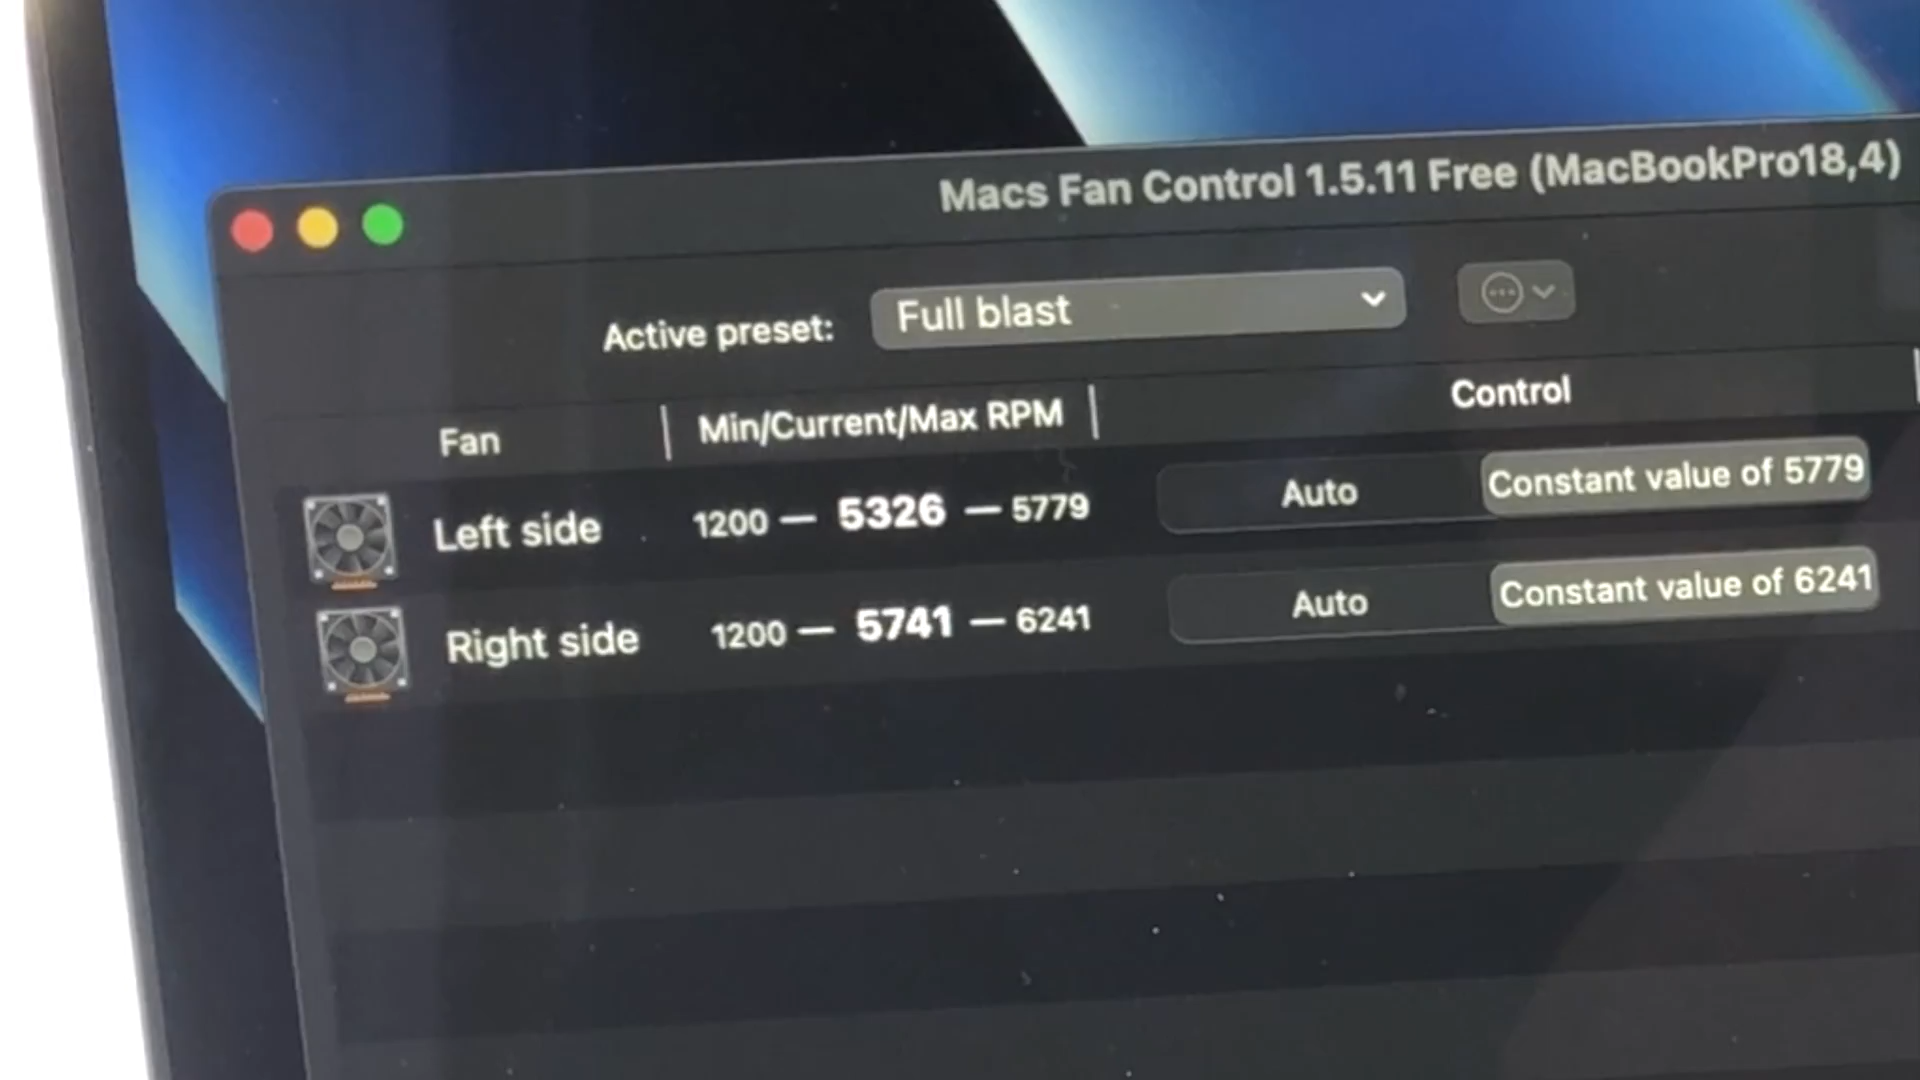 Macs Fan Control 1.5.11 Free (MacBookPro18,4)
Active preset: Full blast
Fan Min/Current/Max RPM Control
Left side 1200 — 5326 — 5779 Auto Constant value of 5779
Right side 1200 — 5741 — 6241 Auto Constant value of 6241